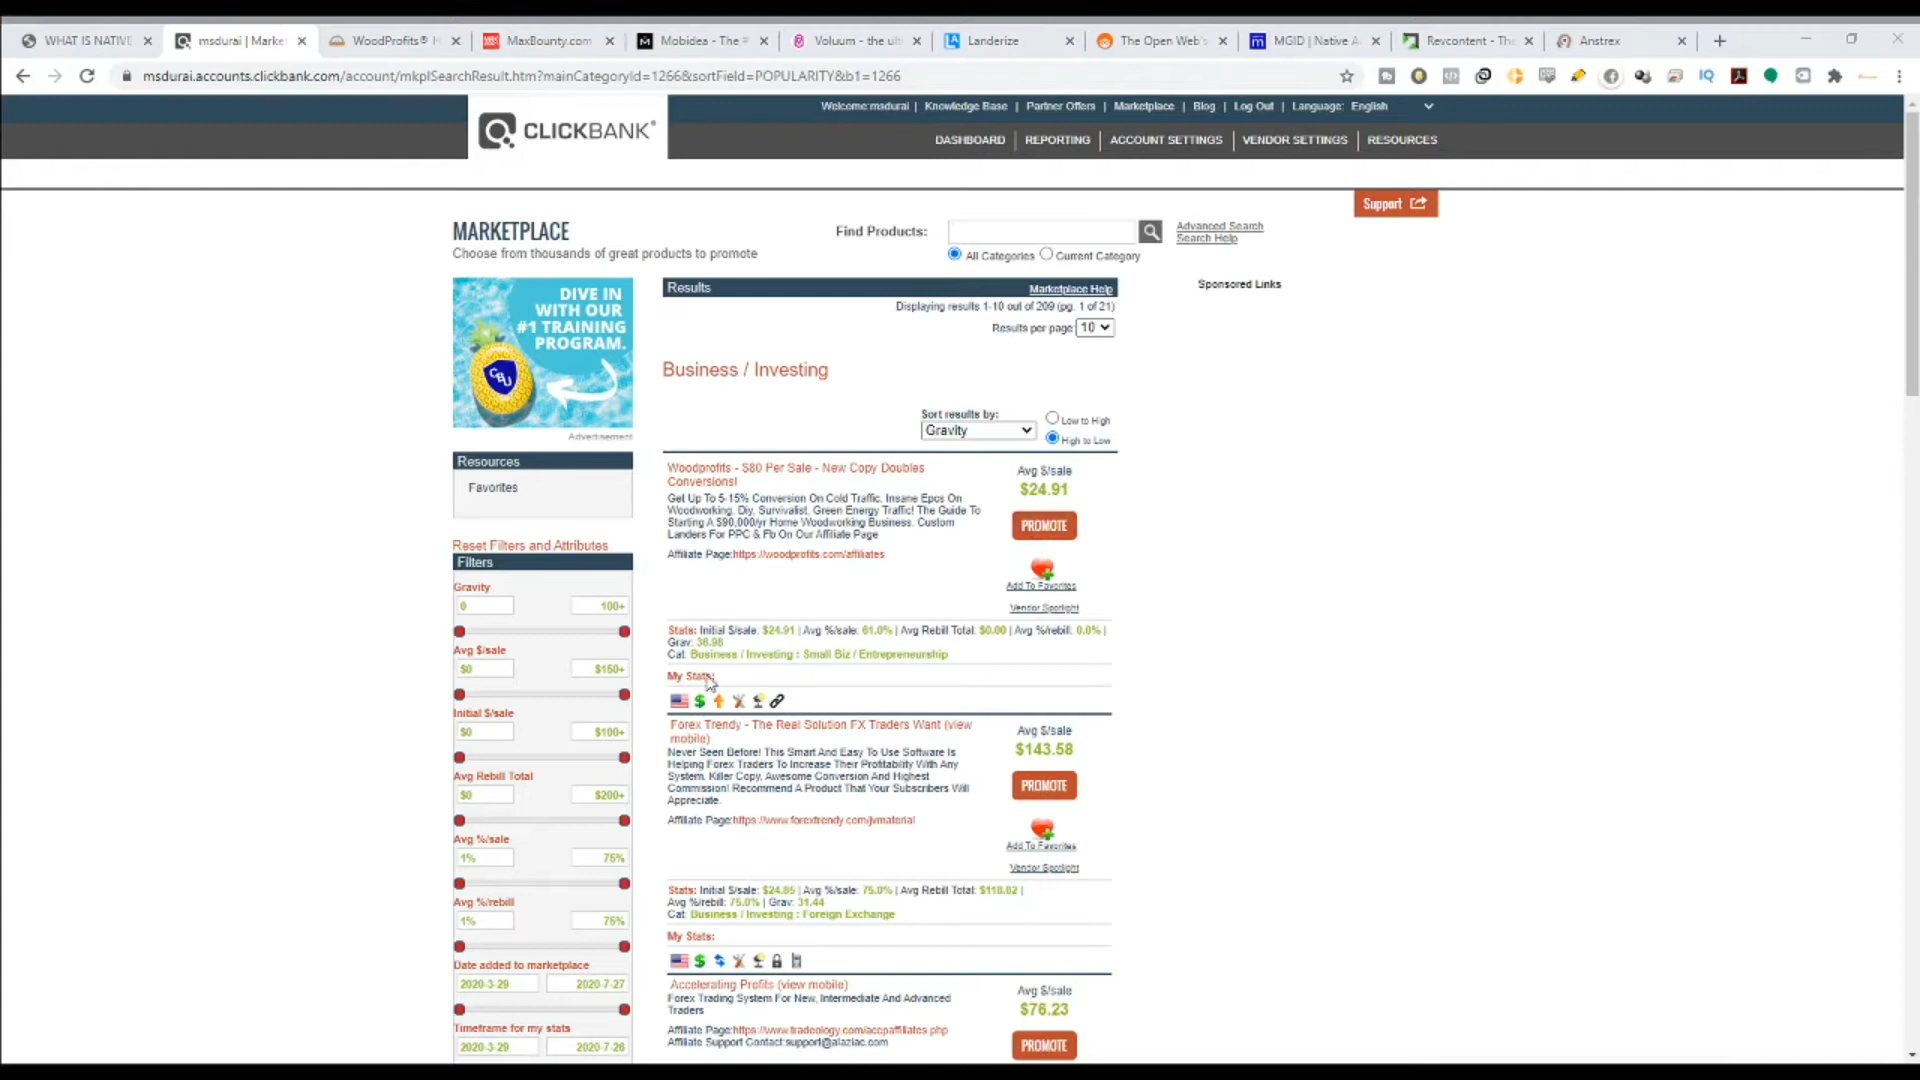 WHAT IS NATIVE
msdurai | Marke
WoodProfits® H
MaxBounty.com
Mobidea - The #
Voluum - the ult
Landerize
The Open Web's
MGID | Native A
Revcontent - The
Anstrex
msdurai.accounts.clickbank.com/account/mkplSearchResult.htm?mainCategoryId=1266&sortField=POPULARITY&b1=1266
Welcome:msdurai | Knowledge Base | Partner Offers | Marketplace | Blog | Log Out | Language: English
CLICKBANK®
DASHBOARD | REPORTING | ACCOUNT SETTINGS | VENDOR SETTINGS | RESOURCES
Support
MARKETPLACE
Choose from thousands of great products to promote
Find Products:
Advanced Search
Search Help
All Categories Current Category
DIVE IN
WITH OUR
#1 TRAINING
PROGRAM.
CBU
Advertisement
Resources
Favorites
Reset Filters and Attributes
Filters
Gravity
0 100+
Avg $/sale
$0 $150+
Initial $/sale
$0 $100+
Avg Rebill Total
$0 $200+
Avg %/sale
1% 75%
Avg %/rebill
1% 75%
Date added to marketplace
2020-3-29 2020-7-27
Timeframe for my stats
2020-3-29 2020-7-26
Results
Marketplace Help
Displaying results 1-10 out of 209 (pg. 1 of 21)
Results per page: 10
Business / Investing
Sort results by:
Gravity
Low to High
High to Low
Woodprofits - $80 Per Sale - New Copy Doubles
Conversions!
Get Up To 5-15% Conversion On Cold Traffic. Insane Epcs On
Woodworking, Diy, Survivalist, Green Energy Traffic! The Guide To
Starting A $90,000/yr Home Woodworking Business. Custom
Landers For PPC & Fb On Our Affiliate Page
Affiliate Page:https://woodprofits.com/affiliates
Avg $/sale
$24.91
PROMOTE
Add To Favorites
Vendor Spotlight
Stats: Initial $/sale: $24.91 | Avg %/sale: 61.0% | Avg Rebill Total: $0.00 | Avg %/rebill: 0.0% |
Grav: 36.98
Cat: Business / Investing : Small Biz / Entrepreneurship
My Stats:
Forex Trendy - The Real Solution FX Traders Want (view
mobile)
Never Seen Before! This Smart And Easy To Use Software Is
Helping Forex Traders To Increase Their Profitability With Any
System. Killer Copy, Awesome Conversion And Highest
Commission! Recommend A Product That Your Subscribers Will
Appreciate.
Affiliate Page:https://www.forextrendy.com/jvmaterial
Avg $/sale
$143.58
PROMOTE
Add To Favorites
Vendor Spotlight
Stats: Initial $/sale: $24.85 | Avg %/sale: 75.0% | Avg Rebill Total: $118.82 |
Avg %/rebill: 75.0% | Grav: 31.44
Cat: Business / Investing : Foreign Exchange
My Stats:
Accelerating Profits (view mobile)
Forex Trading System For New, Intermediate And Advanced
Traders
Affiliate Page:https://www.tradeology.com/accpaffiliates.php
Affiliate Support Contact:support@alaziac.com
Avg $/sale
$76.23
PROMOTE
Sponsored Links